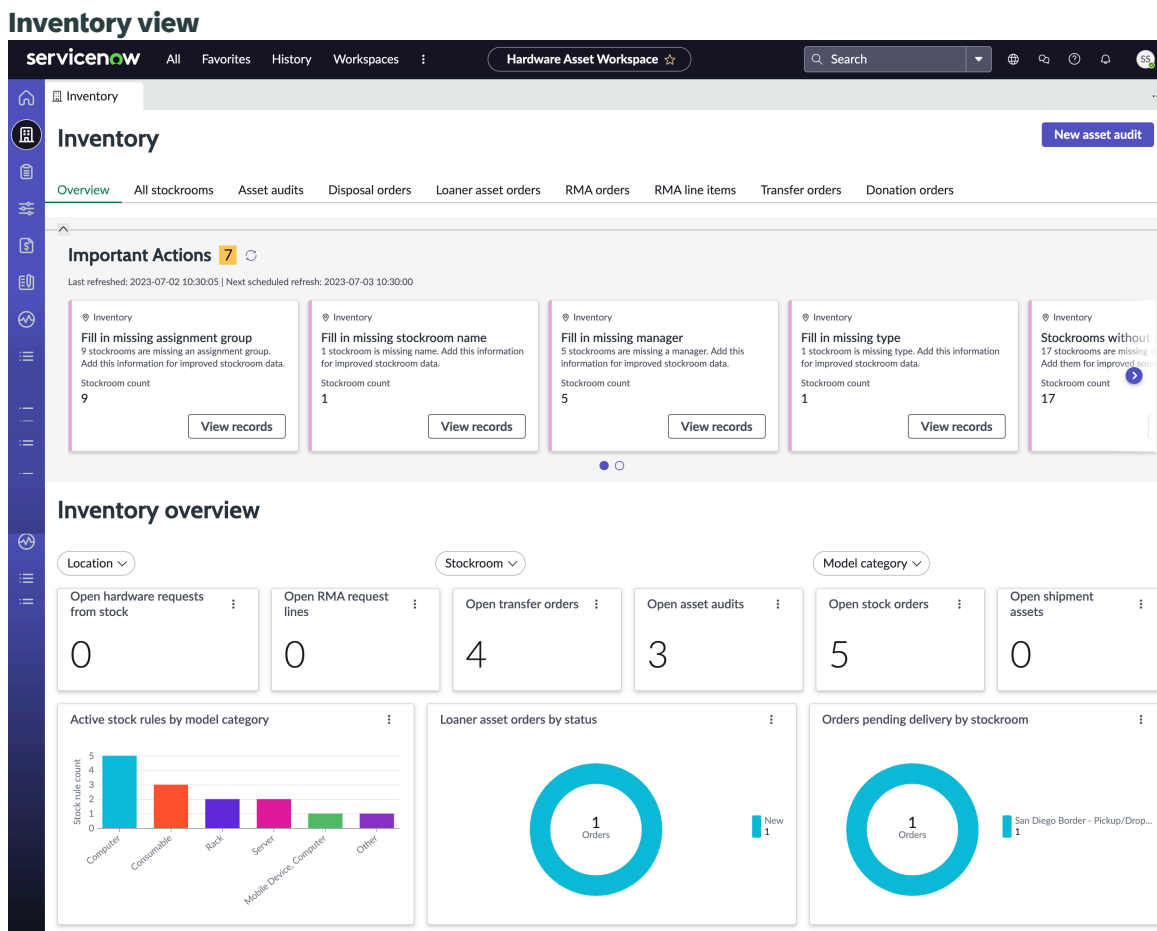 Inventory view
servicenow All Favorites History Workspaces Hardware Asset Workspace Search SS
Inventory
Inventory
New asset audit
Overview All stockrooms Asset audits Disposal orders Loaner asset orders RMA orders RMA line items Transfer orders Donation orders
Important Actions 7
Last refreshed: 2023-07-02 10:30:05 | Next scheduled refresh: 2023-07-03 10:30:00
Inventory
Fill in missing assignment group
9 stockrooms are missing an assignment group.
Add this information for improved stockroom data.
Stockroom count
9
View records
Inventory
Fill in missing stockroom name
1 stockroom is missing name. Add this information
for improved stockroom data.
Stockroom count
1
View records
Inventory
Fill in missing manager
5 stockrooms are missing a manager. Add this
information for improved stockroom data.
Stockroom count
5
View records
Inventory
Fill in missing type
1 stockroom is missing type. Add this information
for improved stockroom data.
Stockroom count
1
View records
Inventory
Stockrooms without
17 stockrooms are missing
Add them for improved
Stockroom count
17
Inventory overview
Location Stockroom Model category
Open hardware requests
from stock
0
Open RMA request
lines
0
Open transfer orders
4
Open asset audits
3
Open stock orders
5
Open shipment
assets
0
Active stock rules by model category
Stock rule count
5
4
3
2
1
0
Computer
Consumable
Rack
Server
Mobile Device, Computer
Other
Loaner asset orders by status
1
Orders
New
1
Orders pending delivery by stockroom
1
Orders
San Diego Border - Pickup/Drop...
1